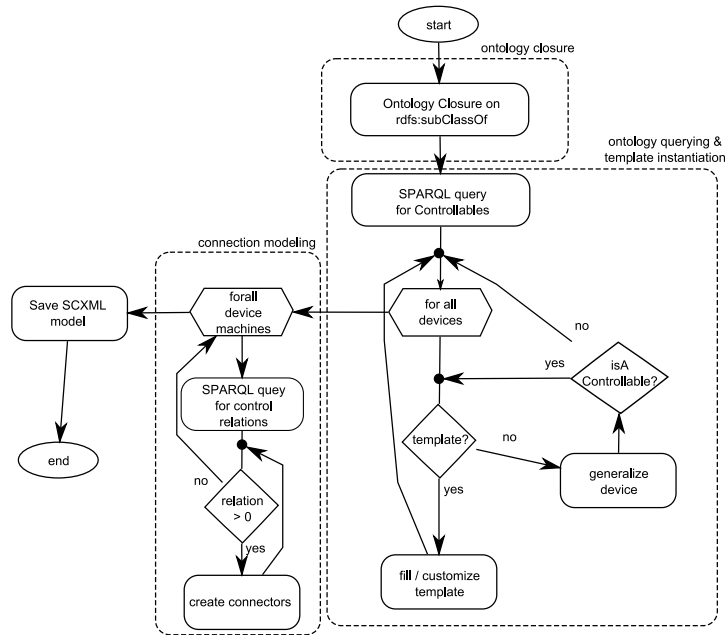 start
ontology closure
Ontology Closure on
rdfs:subClassOf
ontology querying &
template instantiation
SPARQL query
for Controllables
connection modeling
Save SCXML
model
forall
device
machines
for all
devices
no
yes
isA
Controllable?
SPARQL quey
for control
relations
template?
no
generalize
device
end
no
relation
> 0
yes
yes
create connectors
fill / customize
template